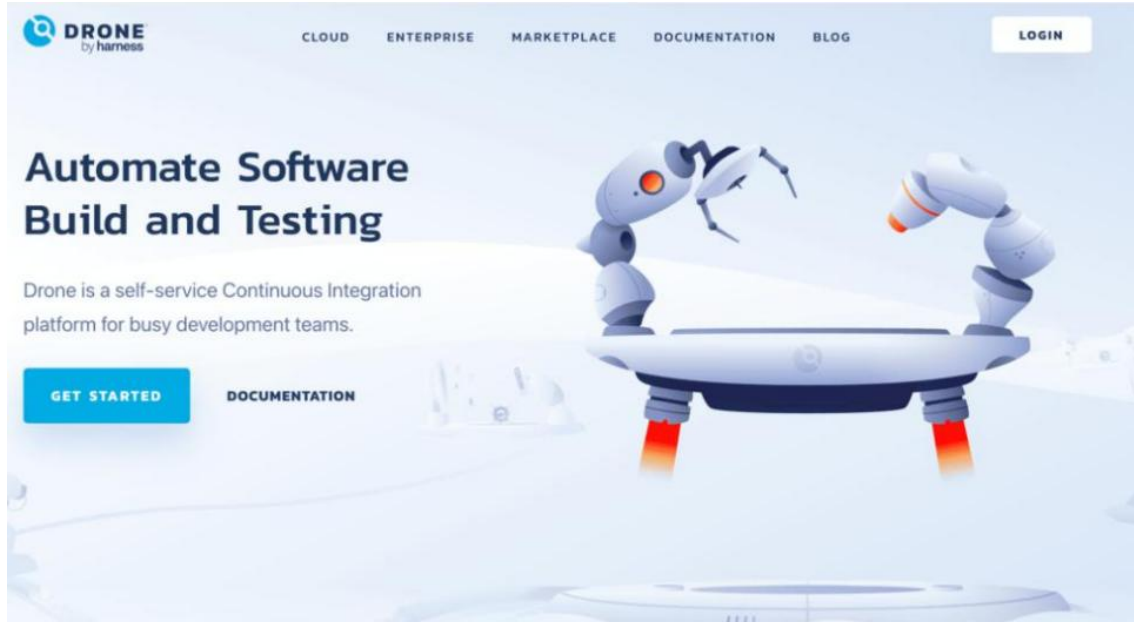 DRONE
by harness
CLOUD ENTERPRISE MARKETPLACE DOCUMENTATION BLOG LOGIN
Automate Software
Build and Testing
Drone is a self-service Continuous Integration
platform for busy development teams.
GET STARTED DOCUMENTATION